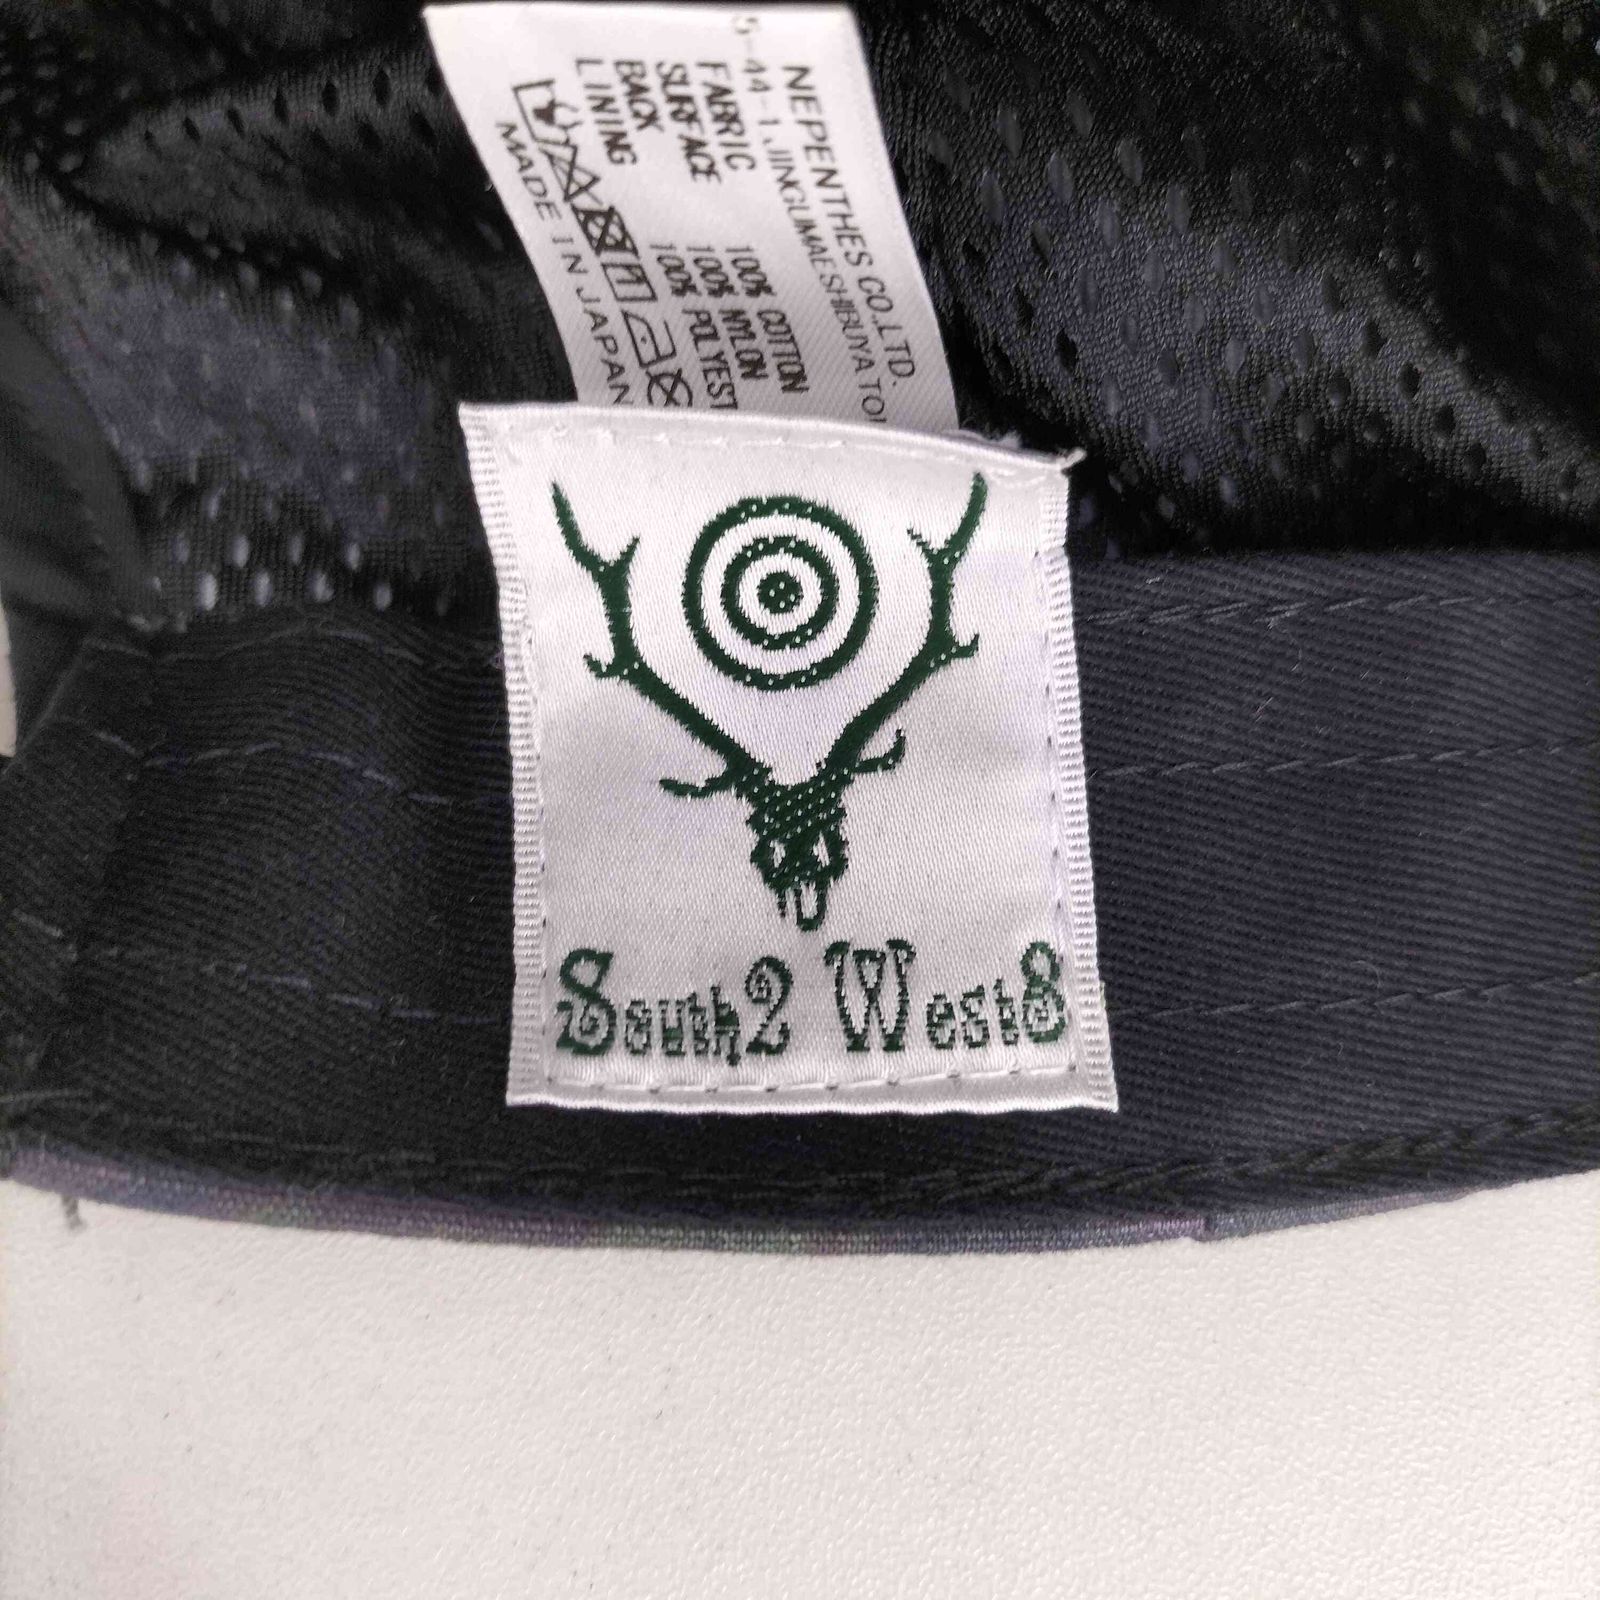 NEPENTHES CO.,LTD.
5-44-1 JINGUMAE SHIBUYA TO
FABRIC
SURFACE 100% COTTON
BACK 100% NYLON
LINING 100% POLYEST
MADE IN JAPAN
South2 West8